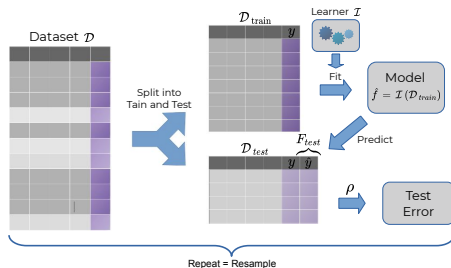 Dataset 𝒟
Split into
Tain and Test
𝒟train
y
Learner ℐ
Fit
Model
f̂ = ℐ(𝒟train)
Predict
𝒟test
Ftest
y ŷ
ρ
Test
Error
Repeat = Resample